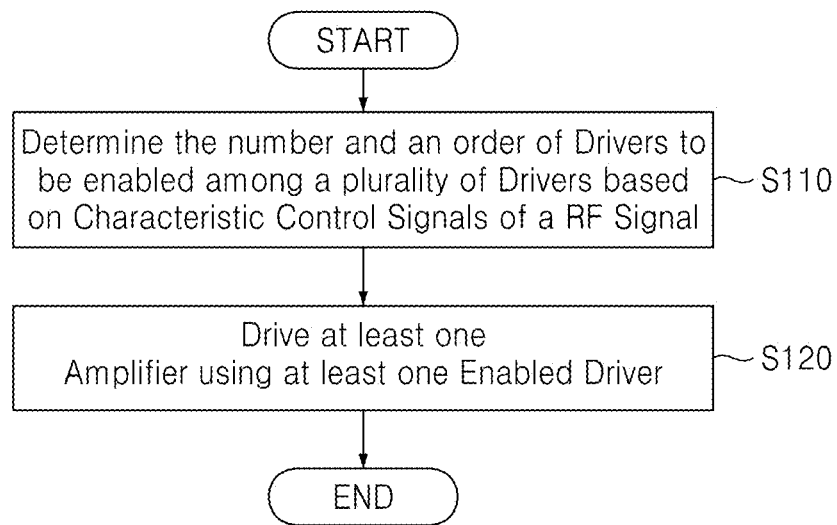 START
Determine the number and an order of Drivers to
be enabled among a plurality of Drivers based
on Characteristic Control Signals of a RF Signal
S110
Drive at least one
Amplifier using at least one Enabled Driver
S120
END